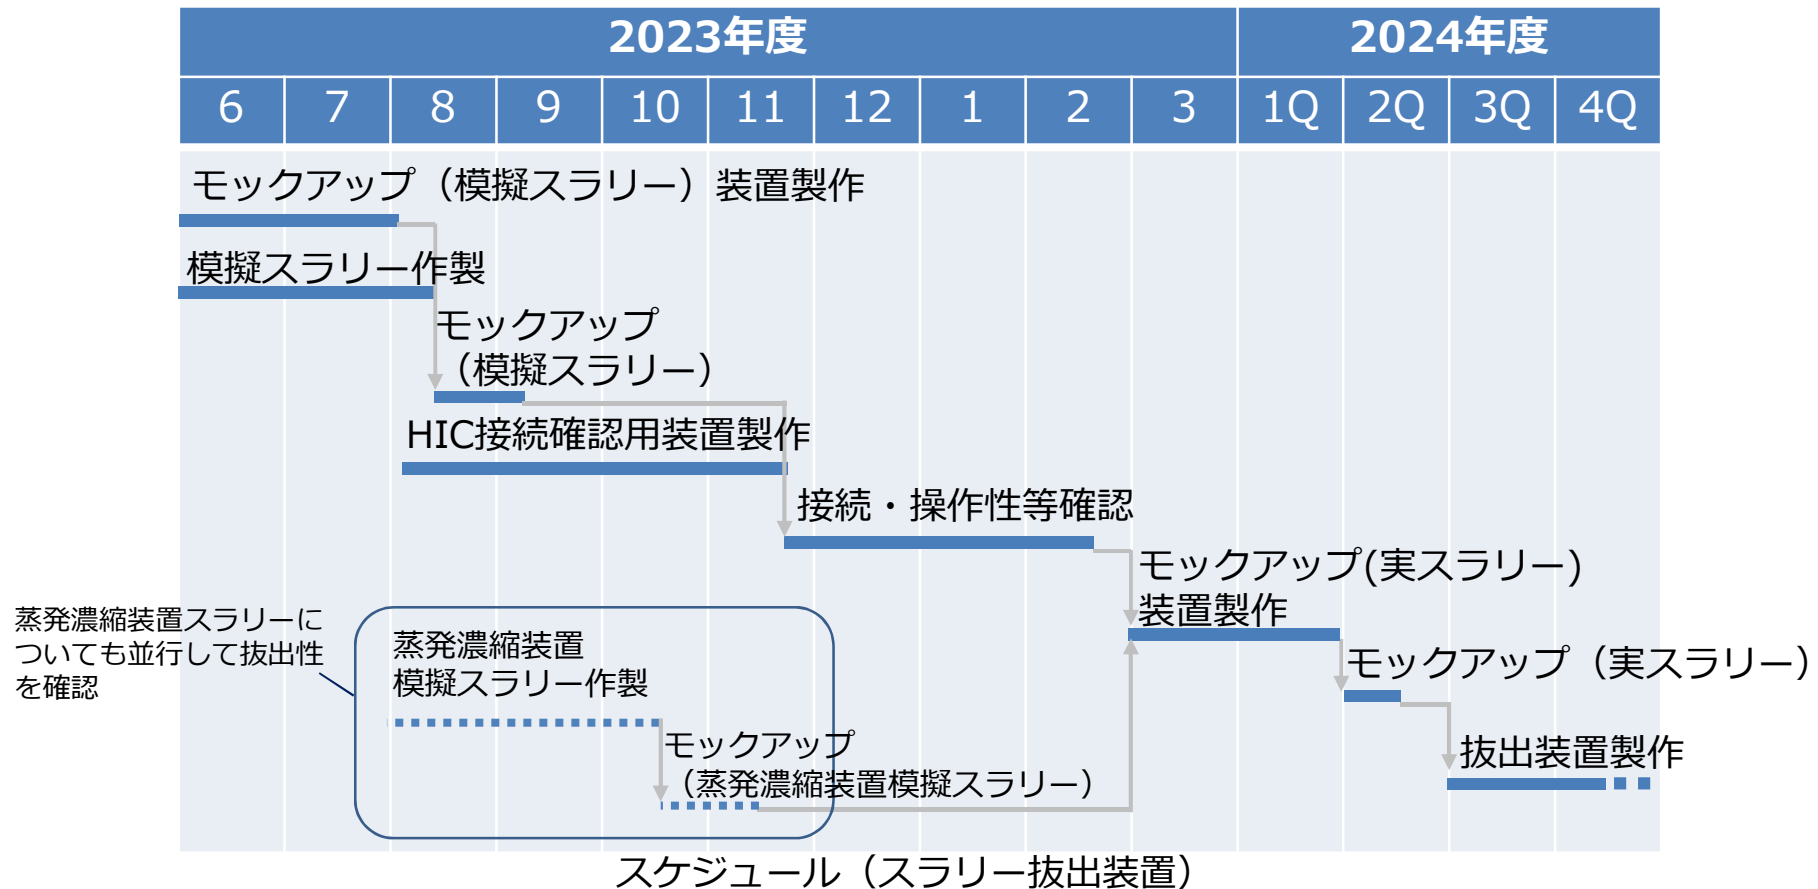 2023年度 2024年度
6 7 8 9 10 11 12 1 2 3 1Q 2Q 3Q 4Q
モックアップ（模擬スラリー）装置製作
模擬スラリー作製
モックアップ
（模擬スラリー）
HIC接続確認用装置製作
接続・操作性等確認
モックアップ(実スラリー)
装置製作
蒸発濃縮装置スラリーに
ついても並行して抜出性
を確認
蒸発濃縮装置
模擬スラリー作製
モックアップ（実スラリー）
モックアップ
（蒸発濃縮装置模擬スラリー）
抜出装置製作
スケジュール（スラリー抜出装置）